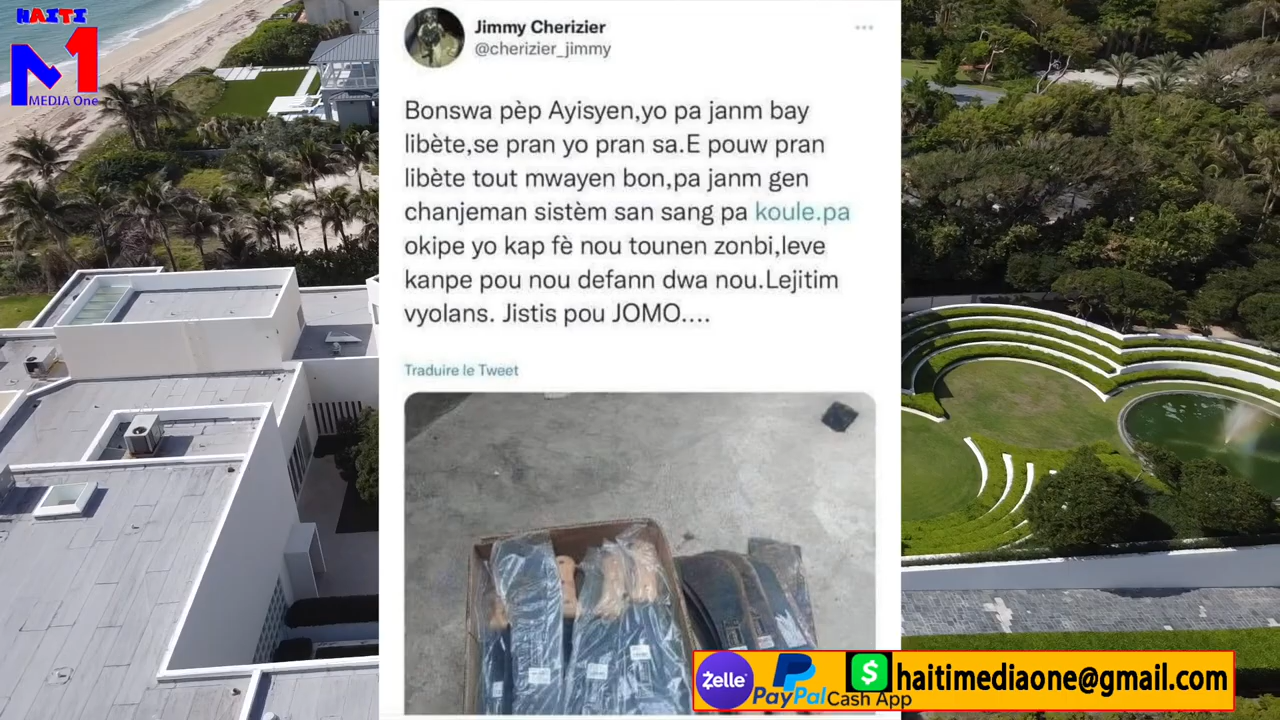 HAITI
M1
MEDIA One
Jimmy Cherizier
@cherizier_jimmy
Bonswa pèp Ayisyen,yo pa janm bay
libète,se pran yo pran sa.E pouw pran
libète tout mwayen bon,pa janm gen
chanjeman sistèm san sang pa koule.pa
okipe yo kap fè nou tounen zonbi,leve
kanpe pou nou defann dwa nou.Lejitim
vyolans. Jistis pou JOMO....
Traduire le Tweet
Zelle
PayPal
$
Cash App
haitimediaone@gmail.com